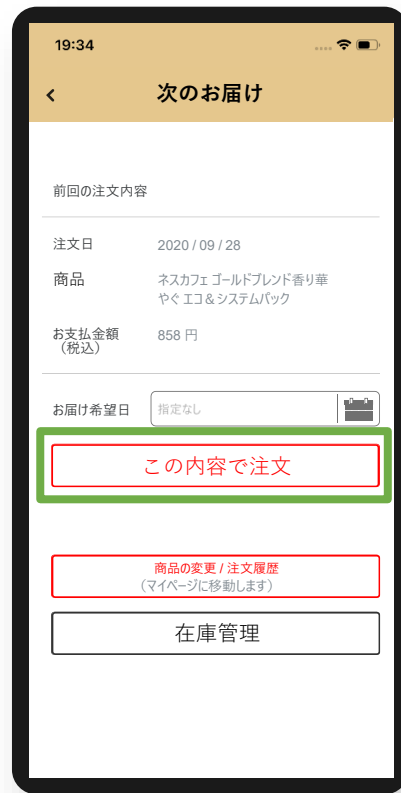 19:34
次のお届け
前回の注文内容
注文日 2020 / 09 / 28
商品 ネスカフェ ゴールドブレンド香り華
やぐ エコ & システムパック
お支払金額 858 円
（税込）
お届け希望日 指定なし
この内容で注文
商品の変更 / 注文履歴
（マイページに移動します）
在庫管理